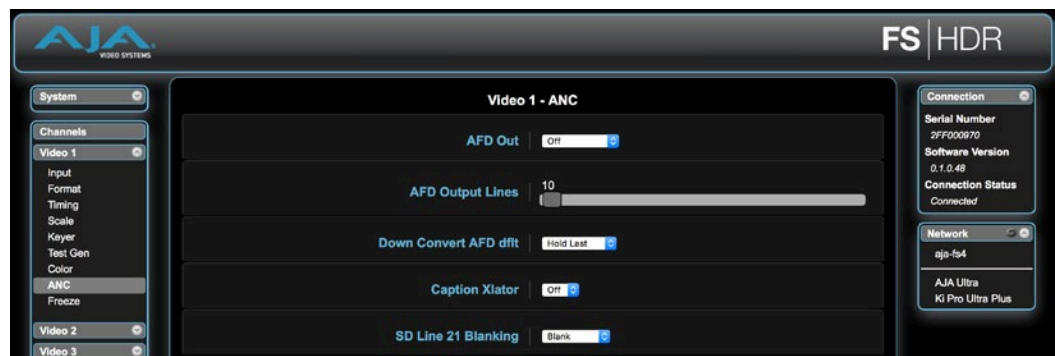 AJA
VIDEO SYSTEMS
FS|HDR
System
Channels
Video 1
Input
Format
Timing
Scale
Keyer
Test Gen
Color
ANC
Freeze
Video 2
Video 3
Video 1 - ANC
AFD Out Off
AFD Output Lines 10
Down Convert AFD dflt Hold Last
Caption Xlator Off
SD Line 21 Blanking Blank
Connection
Serial Number
2FF000970
Software Version
0.1.0.48
Connection Status
Connected
Network
aja-fs4
AJA Ultra
Ki Pro Ultra Plus